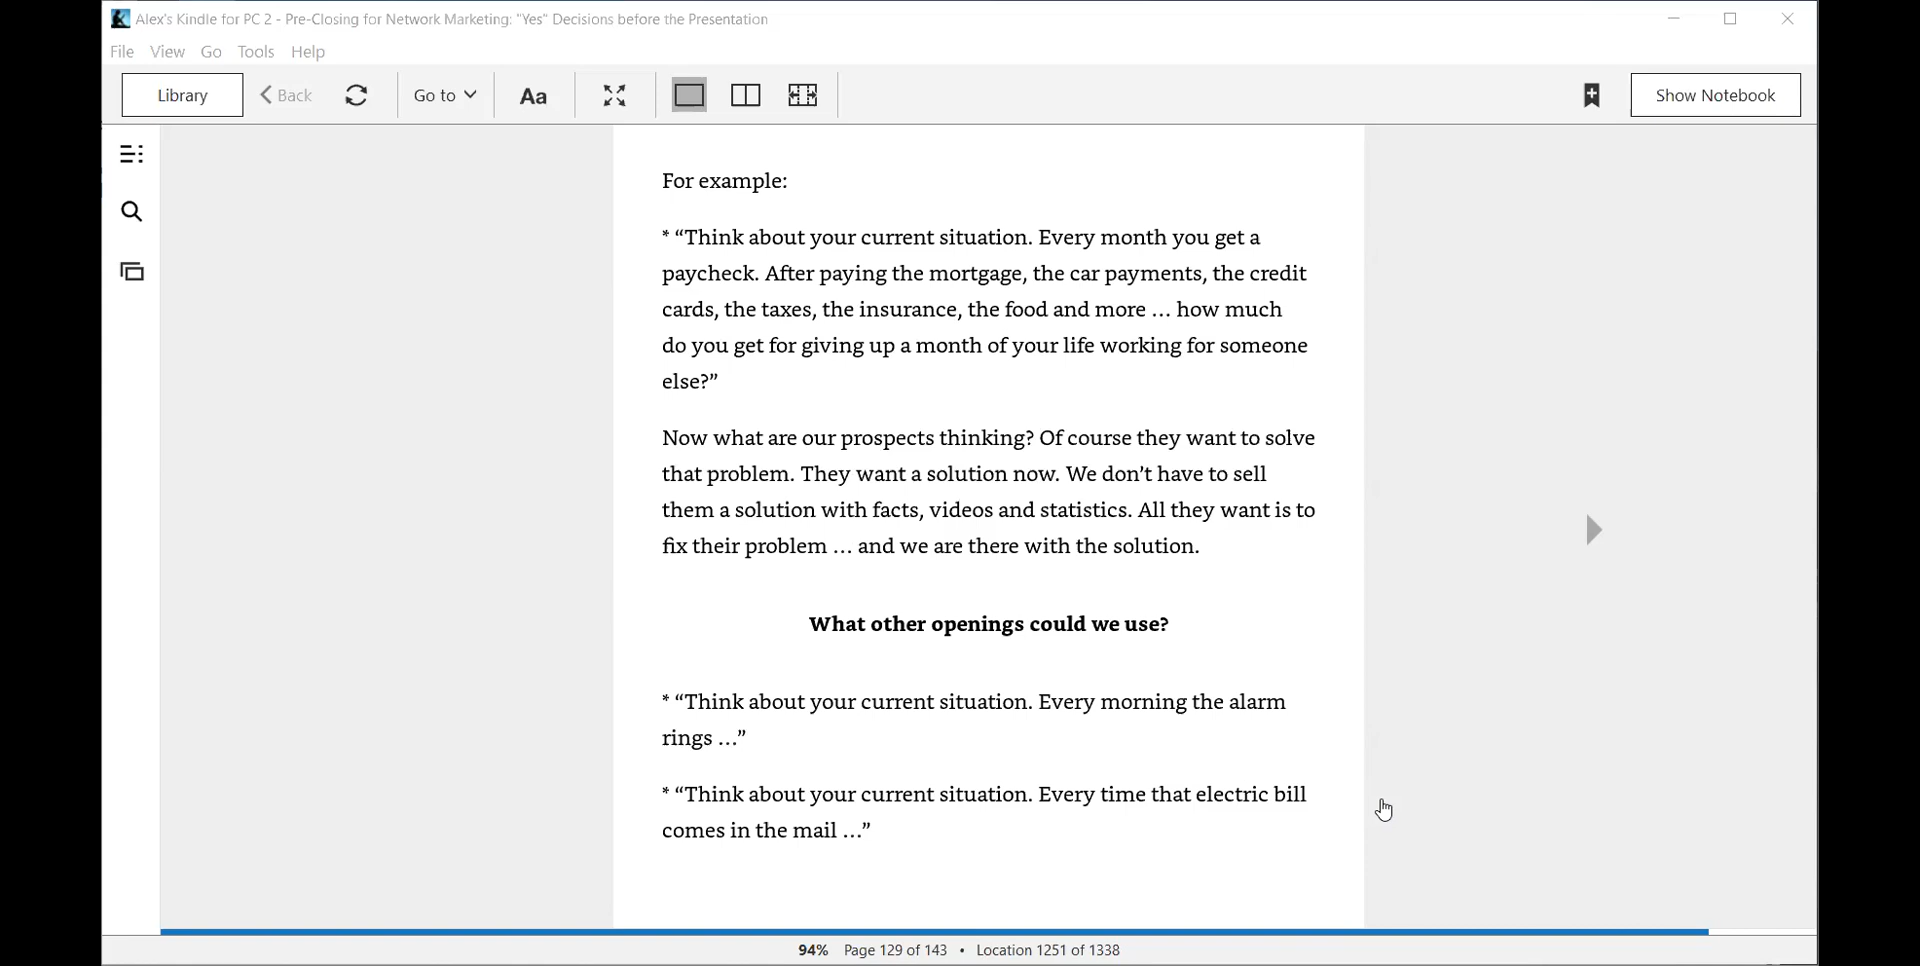 Alex's Kindle for PC 2 - Pre-Closing for Network Marketing: "Yes" Decisions before the Presentation
File View Go Tools Help
Library Back Go to Aa Show Notebook
For example:
* “Think about your current situation. Every month you get a
paycheck. After paying the mortgage, the car payments, the credit
cards, the taxes, the insurance, the food and more … how much
do you get for giving up a month of your life working for someone
else?”
Now what are our prospects thinking? Of course they want to solve
that problem. They want a solution now. We don’t have to sell
them a solution with facts, videos and statistics. All they want is to
fix their problem … and we are there with the solution.
What other openings could we use?
* “Think about your current situation. Every morning the alarm
rings …”
* “Think about your current situation. Every time that electric bill
comes in the mail …”
94% Page 129 of 143 • Location 1251 of 1338